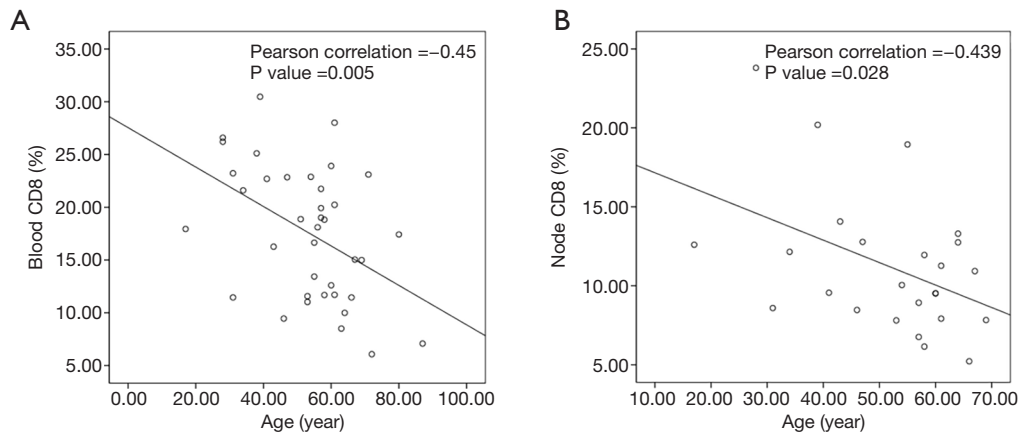 A
Pearson correlation =−0.45
P value =0.005
35.00
30.00
25.00
20.00
15.00
10.00
5.00
Blood CD8 (%)
0.00 20.00 40.00 60.00 80.00 100.00
Age (year)
B
Pearson correlation =−0.439
P value =0.028
25.00
20.00
15.00
10.00
5.00
Node CD8 (%)
10.00 20.00 30.00 40.00 50.00 60.00 70.00
Age (year)